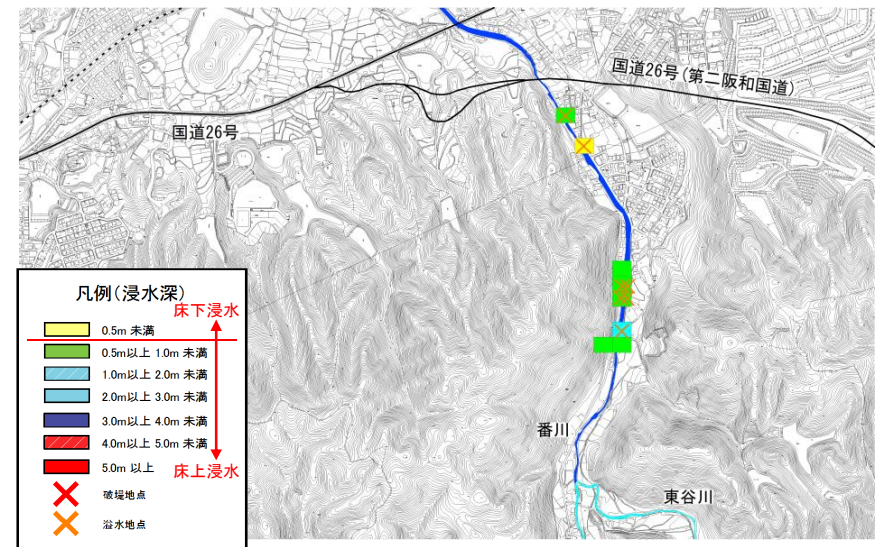 国道26号(第二阪和国道)
国道26号
凡例(浸水深)
床下浸水
0.5m 未満
0.5m以上 1.0m 未満
1.0m以上 2.0m 未満
2.0m以上 3.0m 未満
3.0m以上 4.0m 未満
4.0m以上 5.0m 未満
5.0m 以上
床上浸水
破堤地点
溢水地点
番川
東谷川